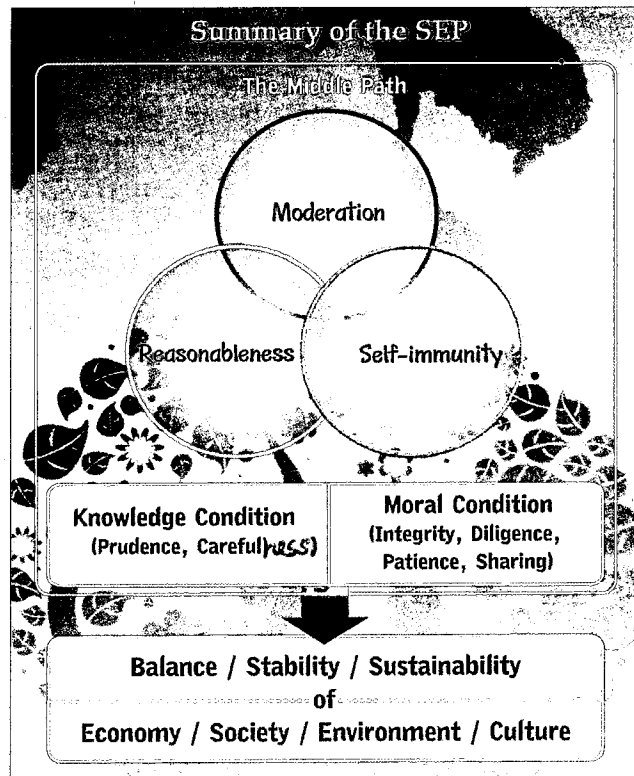 Summary of the SEP
The Middle Path
Moderation
Reasonableness
Self-immunity
Knowledge Condition
(Prudence, Carefulness)
Moral Condition
(Integrity, Diligence,
Patience, Sharing)
Balance / Stability / Sustainability
of
Economy / Society / Environment / Culture